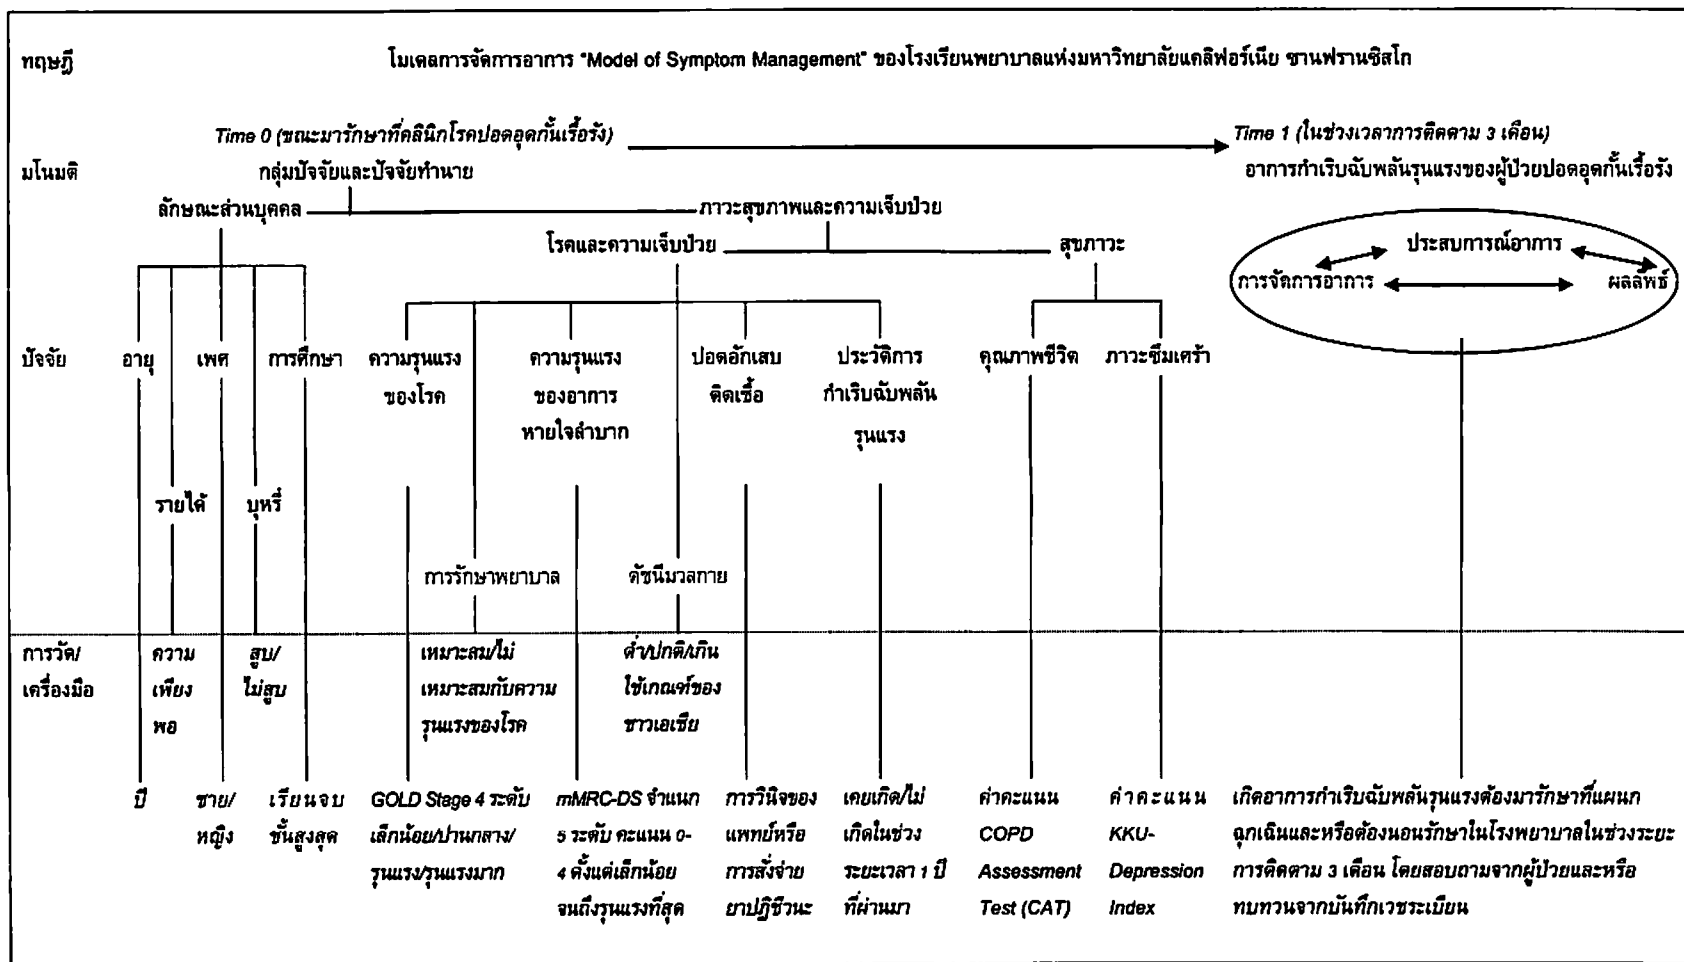 ทฤษฎี
โมเดลการจัดการอาการ "Model of Symptom Management" ของโรงเรียนพยาบาลแห่งมหาวิทยาลัยแคลิฟอร์เนีย ซานฟรานซิสโก
Time 0 (ขณะมารักษาที่คลินิกโรคปอดอุดกั้นเรื้อรัง)
Time 1 (ในช่วงเวลาการติดตาม 3 เดือน)
มโนมติ
กลุ่มปัจจัยและปัจจัยทำนาย
อาการกำเริบฉับพลันรุนแรงของผู้ป่วยปอดอุดกั้นเรื้อรัง
ลักษณะส่วนบุคคล
ภาวะสุขภาพและความเจ็บป่วย
โรคและความเจ็บป่วย
สุขภาวะ
ประสบการณ์อาการ
การจัดการอาการ
ผลลัพธ์
ปัจจัย
อายุ
เพศ
การศึกษา
ความรุนแรง
ของโรค
ความรุนแรง
ของอาการ
หายใจลำบาก
ปอดอักเสบ
ติดเชื้อ
ประวัติการ
กำเริบฉับพลัน
รุนแรง
คุณภาพชีวิต
ภาวะซึมเศร้า
รายได้
บุหรี่
การรักษาพยาบาล
ดัชนีมวลกาย
การวัด/
เครื่องมือ
ความ
เพียง
พอ
สูบ/
ไม่สูบ
เหมาะสม/ไม่
เหมาะสมกับความ
รุนแรงของโรค
ต่ำ/ปกติ/เกิน
ใช้เกณฑ์ของ
ชาวเอเชีย
ปี
ชาย/
หญิง
เรียนจบ
ชั้นสูงสุด
GOLD Stage 4 ระดับ
เล็กน้อย/ปานกลาง/
รุนแรง/รุนแรงมาก
mMRC-DS จำแนก
5 ระดับ คะแนน 0-
4 ตั้งแต่เล็กน้อย
จนถึงรุนแรงที่สุด
การวินิจของ
แพทย์หรือ
การสั่งจ่าย
ยาปฏิชีวนะ
เคยเกิด/ไม่
เกิดในช่วง
ระยะเวลา 1 ปี
ที่ผ่านมา
ค่าคะแนน
COPD
Assessment
Test (CAT)
ค่าคะแนน
KKU-
Depression
Index
เกิดอาการกำเริบฉับพลันรุนแรงต้องมารักษาที่แผนก
ฉุกเฉินและหรือต้องนอนรักษาในโรงพยาบาลในช่วงระยะ
การติดตาม 3 เดือน โดยสอบถามจากผู้ป่วยและหรือ
ทบทวนจากบันทึกเวชระเบียน